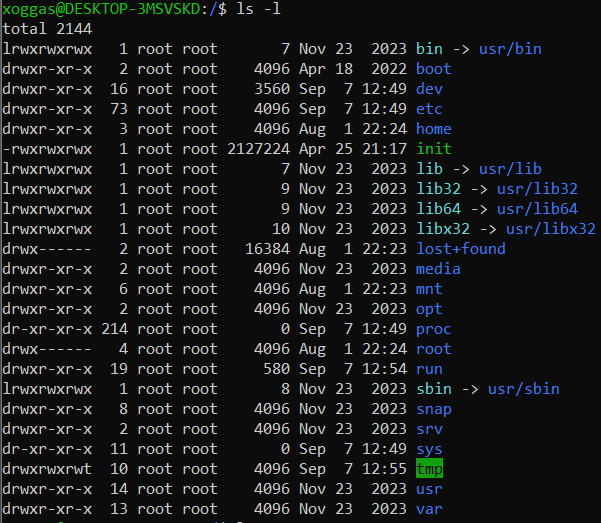 xoggas@DESKTOP-3MSVSKD:/$ ls -l
total 2144
lrwxrwxrwx   1 root root       7 Nov 23  2023 bin -> usr/bin
drwxr-xr-x   2 root root    4096 Apr 18  2022 boot
drwxr-xr-x  16 root root    3560 Sep  7 12:49 dev
drwxr-xr-x  73 root root    4096 Sep  7 12:49 etc
drwxr-xr-x   3 root root    4096 Aug  1 22:24 home
-rwxrwxrwx   1 root root 2127224 Apr 25 21:17 init
lrwxrwxrwx   1 root root       7 Nov 23  2023 lib -> usr/lib
lrwxrwxrwx   1 root root       9 Nov 23  2023 lib32 -> usr/lib32
lrwxrwxrwx   1 root root       9 Nov 23  2023 lib64 -> usr/lib64
lrwxrwxrwx   1 root root      10 Nov 23  2023 libx32 -> usr/libx32
drwx------   2 root root   16384 Aug  1 22:23 lost+found
drwxr-xr-x   2 root root    4096 Nov 23  2023 media
drwxr-xr-x   6 root root    4096 Aug  1 22:23 mnt
drwxr-xr-x   2 root root    4096 Nov 23  2023 opt
dr-xr-xr-x 214 root root       0 Sep  7 12:49 proc
drwx------   4 root root    4096 Aug  1 22:24 root
drwxr-xr-x  19 root root     580 Sep  7 12:54 run
lrwxrwxrwx   1 root root       8 Nov 23  2023 sbin -> usr/sbin
drwxr-xr-x   8 root root    4096 Nov 23  2023 snap
drwxr-xr-x   2 root root    4096 Nov 23  2023 srv
dr-xr-xr-x  11 root root       0 Sep  7 12:49 sys
drwxrwxrwt  10 root root    4096 Sep  7 12:55 tmp
drwxr-xr-x  14 root root    4096 Nov 23  2023 usr
drwxr-xr-x  13 root root    4096 Nov 23  2023 var